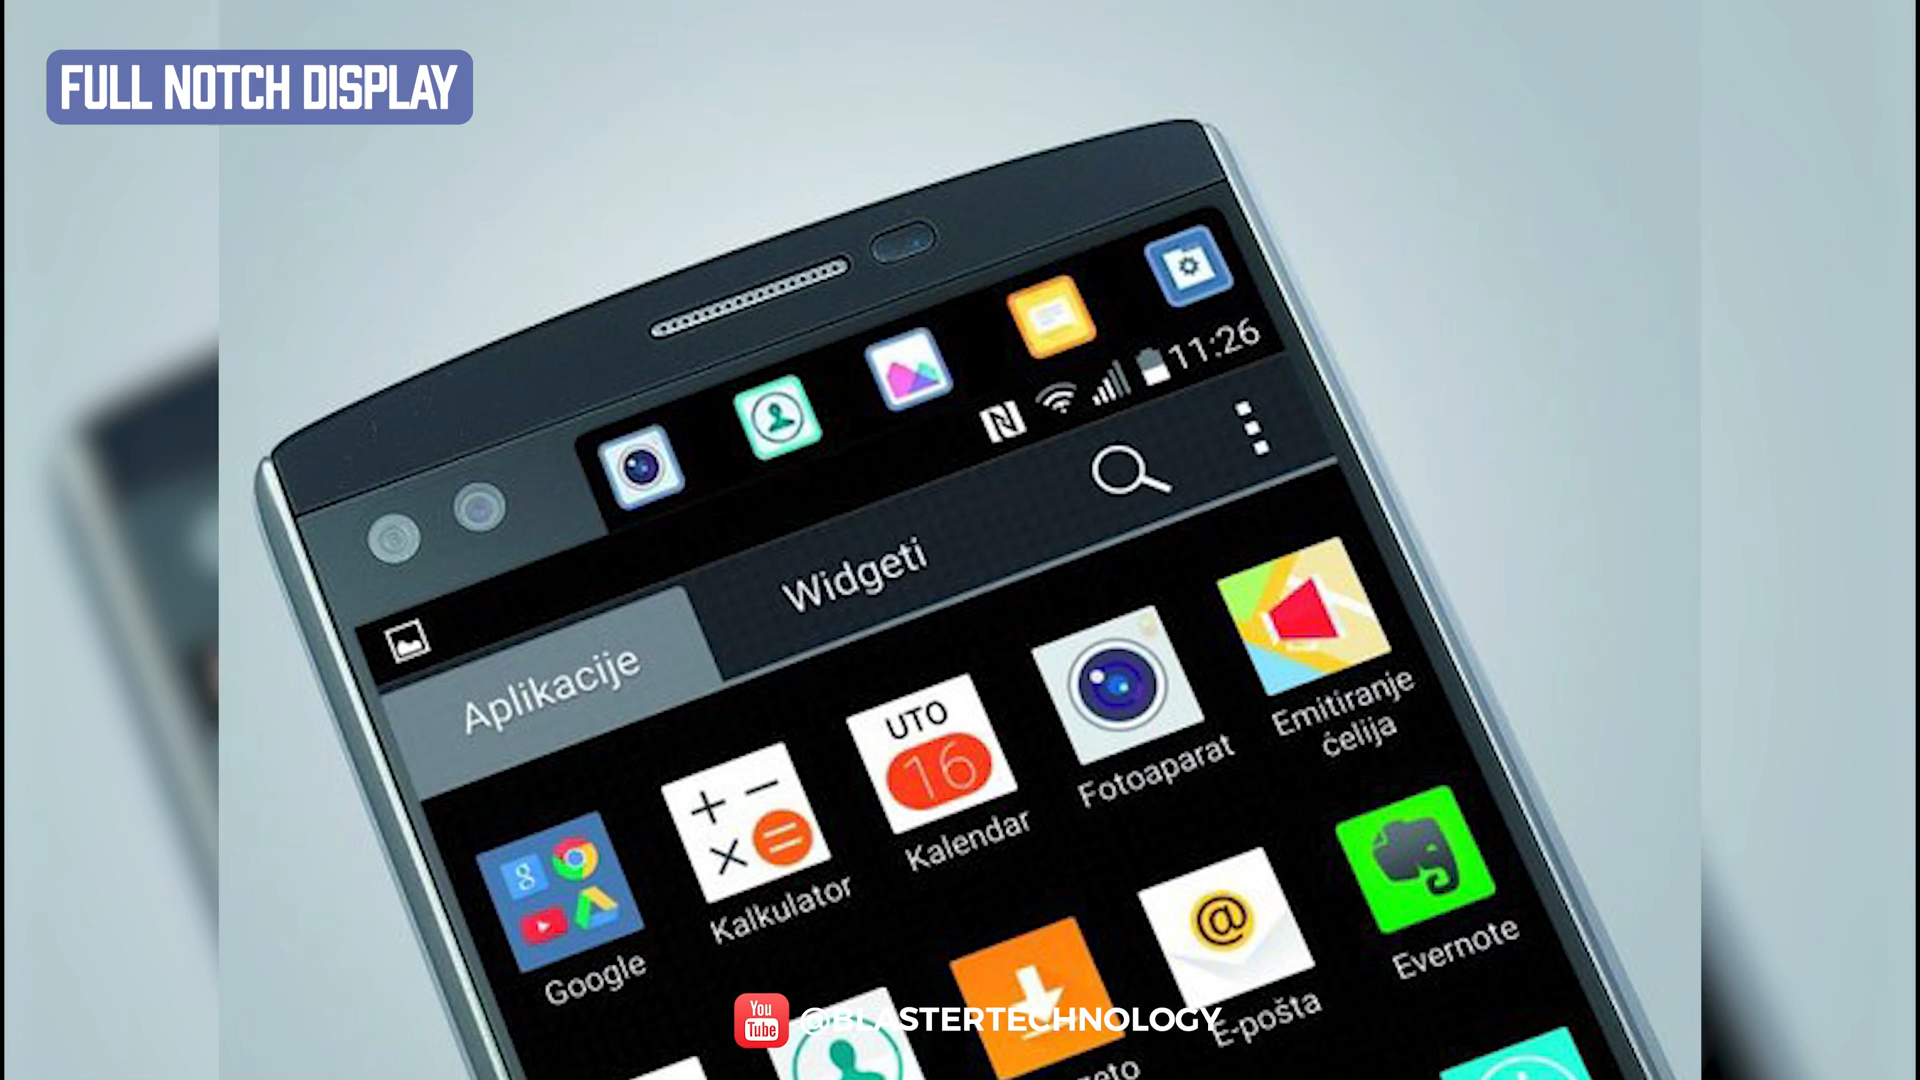 FULL NOTCH DISPLAY
11:26
Widgeti
Aplikacije
UTO
16
Emitiranje
ćelija
Fotoaparat
Kalendar
Kalkulator
g
Google
@
Evernote
E-pošta
You
Tube
@BLASTERTECHNOLOGY